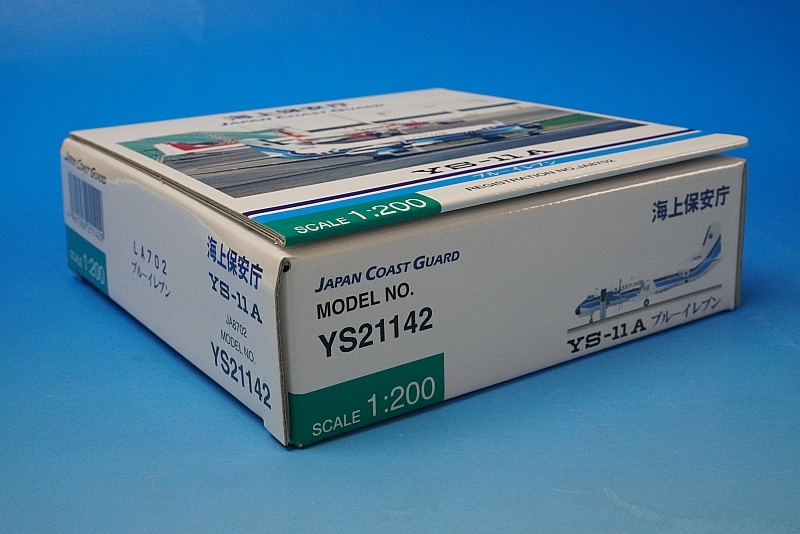 海上保安庁
JAPAN COAST GUARD
YS-11A
ブルーイレブン
REGISTRATION NO.JA8702
SCALE 1:200
JAPAN COAST GUARD
SCALE 1:200
LA702
ブルーイレブン
海上保安庁
YS-11A
JA8702
MODEL NO.
YS21142
JAPAN COAST GUARD
MODEL NO.
YS21142
SCALE 1:200
海上保安庁
YS-11A ブルーイレブン